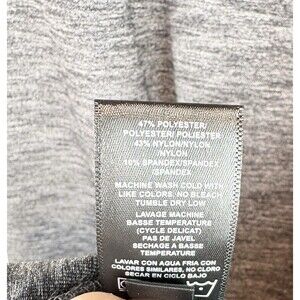 47% POLYESTER/
POLYESTER/ POLIESTER
43% NYLON/NYLON
/NYLON
10% SPANDEX/SPANDEX
/SPANDEX
MACHINE WASH COLD WITH
LIKE COLORS, NO BLEACH
TUMBLE DRY LOW
LAVAGE MACHINE
BASSE TEMPERATURE
(CYCLE DELICAT)
PAS DE JAVEL
SECHAGE A BASSE
TEMPERATURE
LAVAR CON AQUA FRIA CON
COLORES SIMILARES, NO CLORO
SECAR EN CICLO BAJO